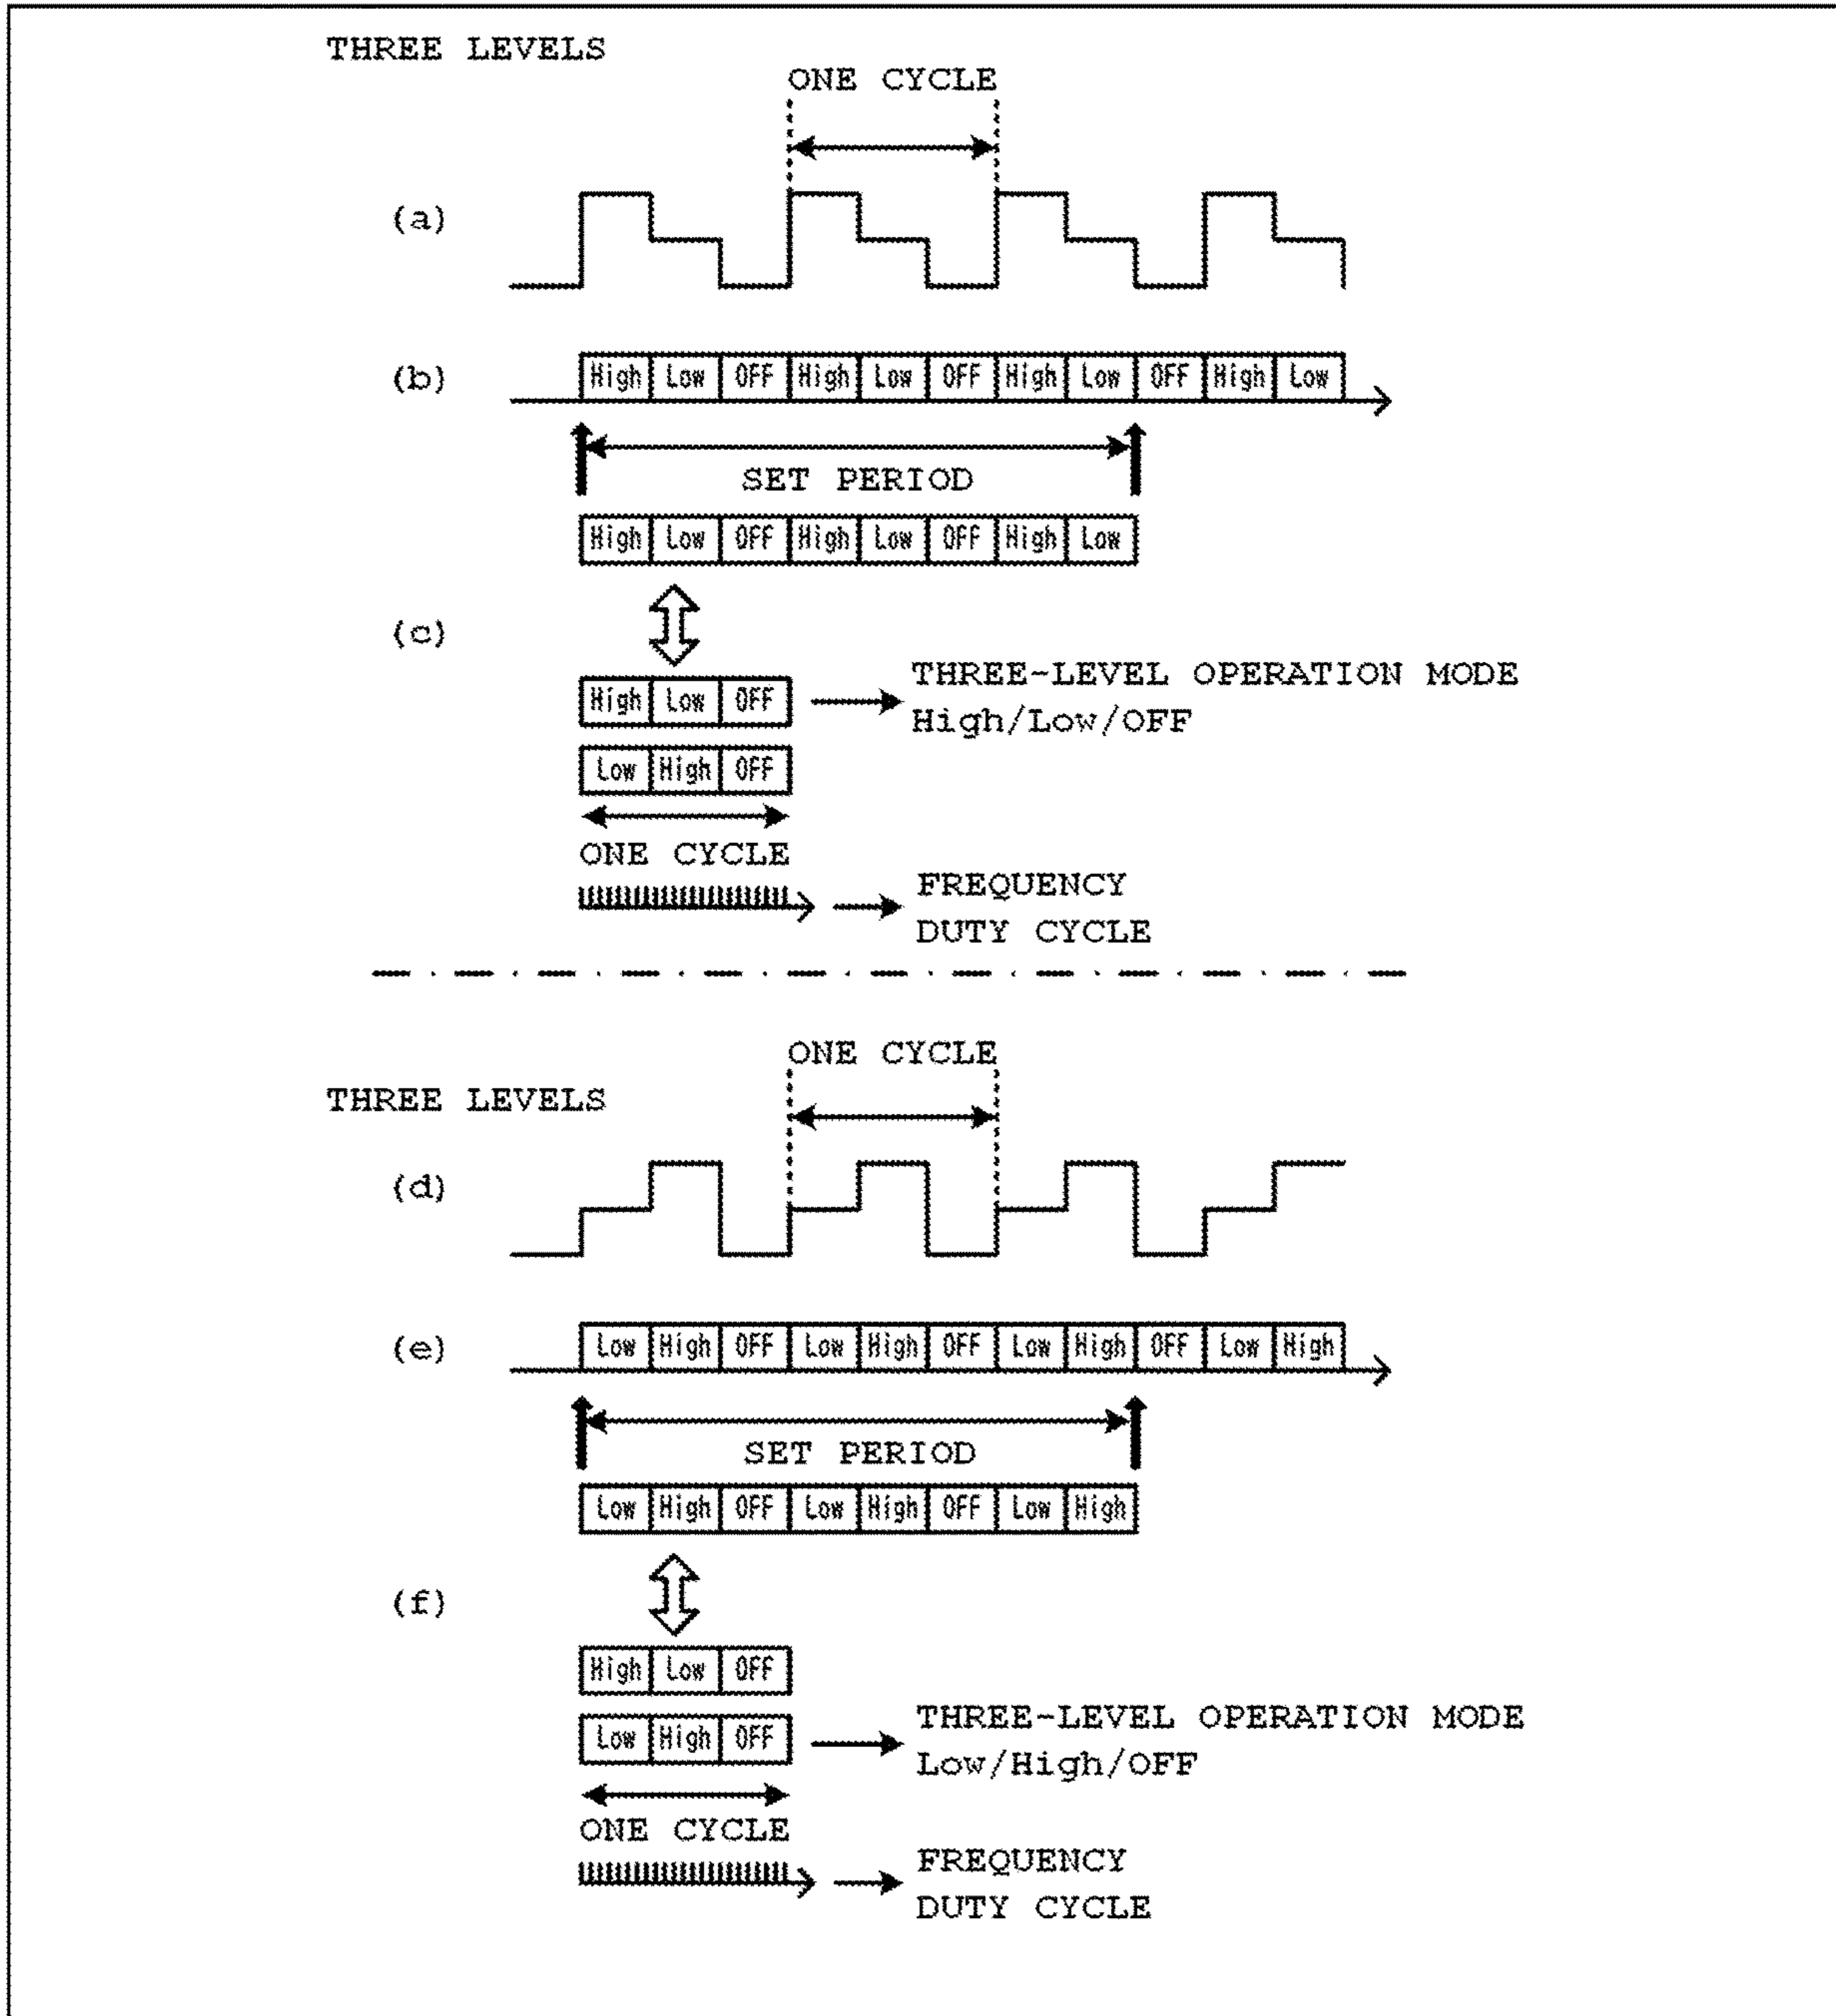 THREE LEVELS
ONE CYCLE
(a)
(b)
High Low OFF High Low OFF High Low OFF High Low
SET PERIOD
High Low OFF High Low OFF High Low
(c)
High Low OFF
THREE-LEVEL OPERATION MODE
High/Low/OFF
Low High OFF
ONE CYCLE
FREQUENCY
DUTY CYCLE
ONE CYCLE
THREE LEVELS
(d)
(e)
Low High OFF Low High OFF Low High OFF Low High
SET PERIOD
Low High OFF Low High OFF Low High
(f)
High Low OFF
THREE-LEVEL OPERATION MODE
Low High OFF
Low/High/OFF
ONE CYCLE
FREQUENCY
DUTY CYCLE